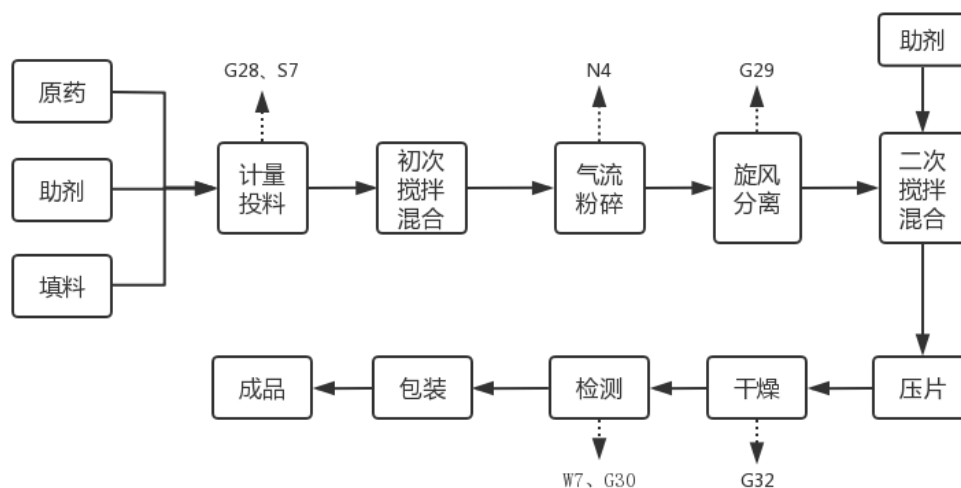 助剂
G28、S7
N4
G29
原药
助剂
填料
计量
投料
初次
搅拌
混合
气流
粉碎
旋风
分离
二次
搅拌
混合
成品
包装
检测
干燥
压片
W7、G30
G32